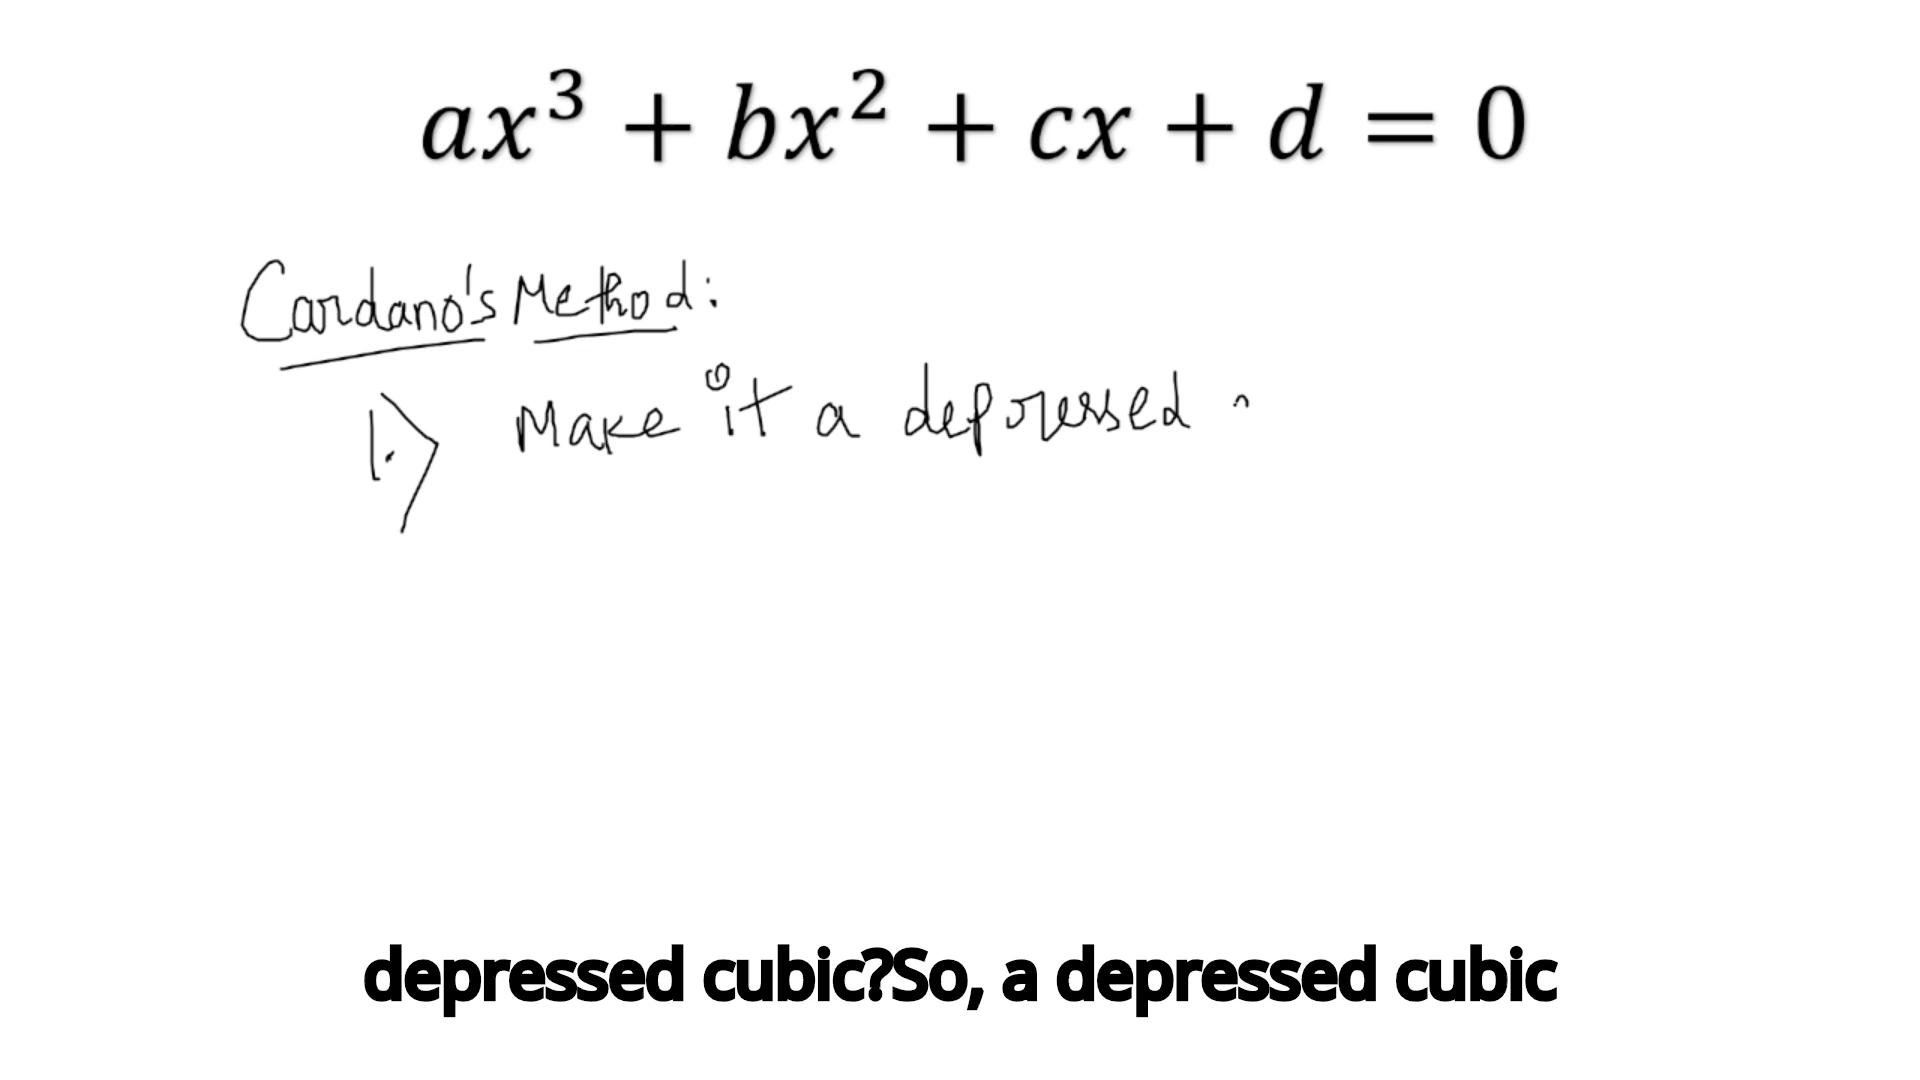 ax³ + bx² + cx + d = 0
Cardano's Method:
1.) Make it a depressed
depressed cubic?So, a depressed cubic